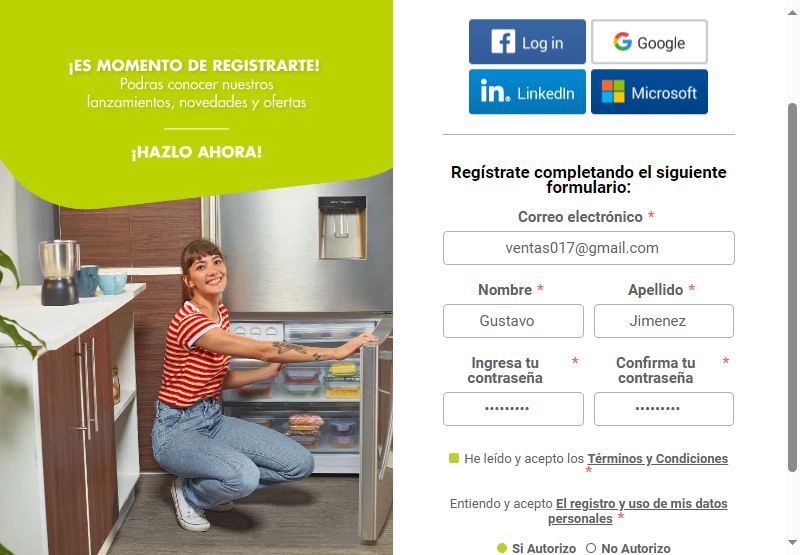 ¡ES MOMENTO DE REGISTRARTE!
Podras conocer nuestros
lanzamientos, novedades y ofertas
¡HAZLO AHORA!
Log in
Google
LinkedIn
Microsoft
Regístrate completando el siguiente
formulario:
Correo electrónico *
ventas017@gmail.com
Nombre *
Apellido *
Gustavo
Jimenez
Ingresa tu
contraseña *
Confirma tu
contraseña *
•••••••••
•••••••••
He leído y acepto los Términos y Condiciones
*
Entiendo y acepto El registro y uso de mis datos
personales *
Si Autorizo
No Autorizo